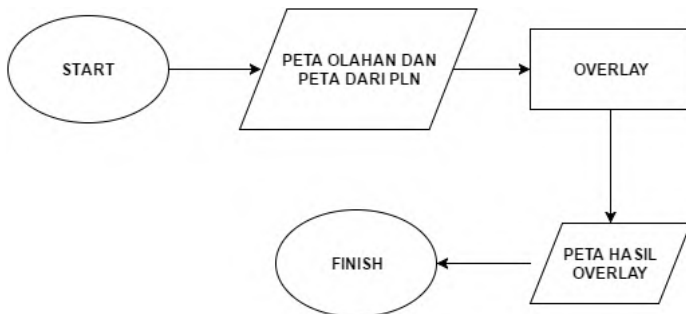 START
PETA OLAHAN DAN
PETA DARI PLN
OVERLAY
PETA HASIL
OVERLAY
FINISH